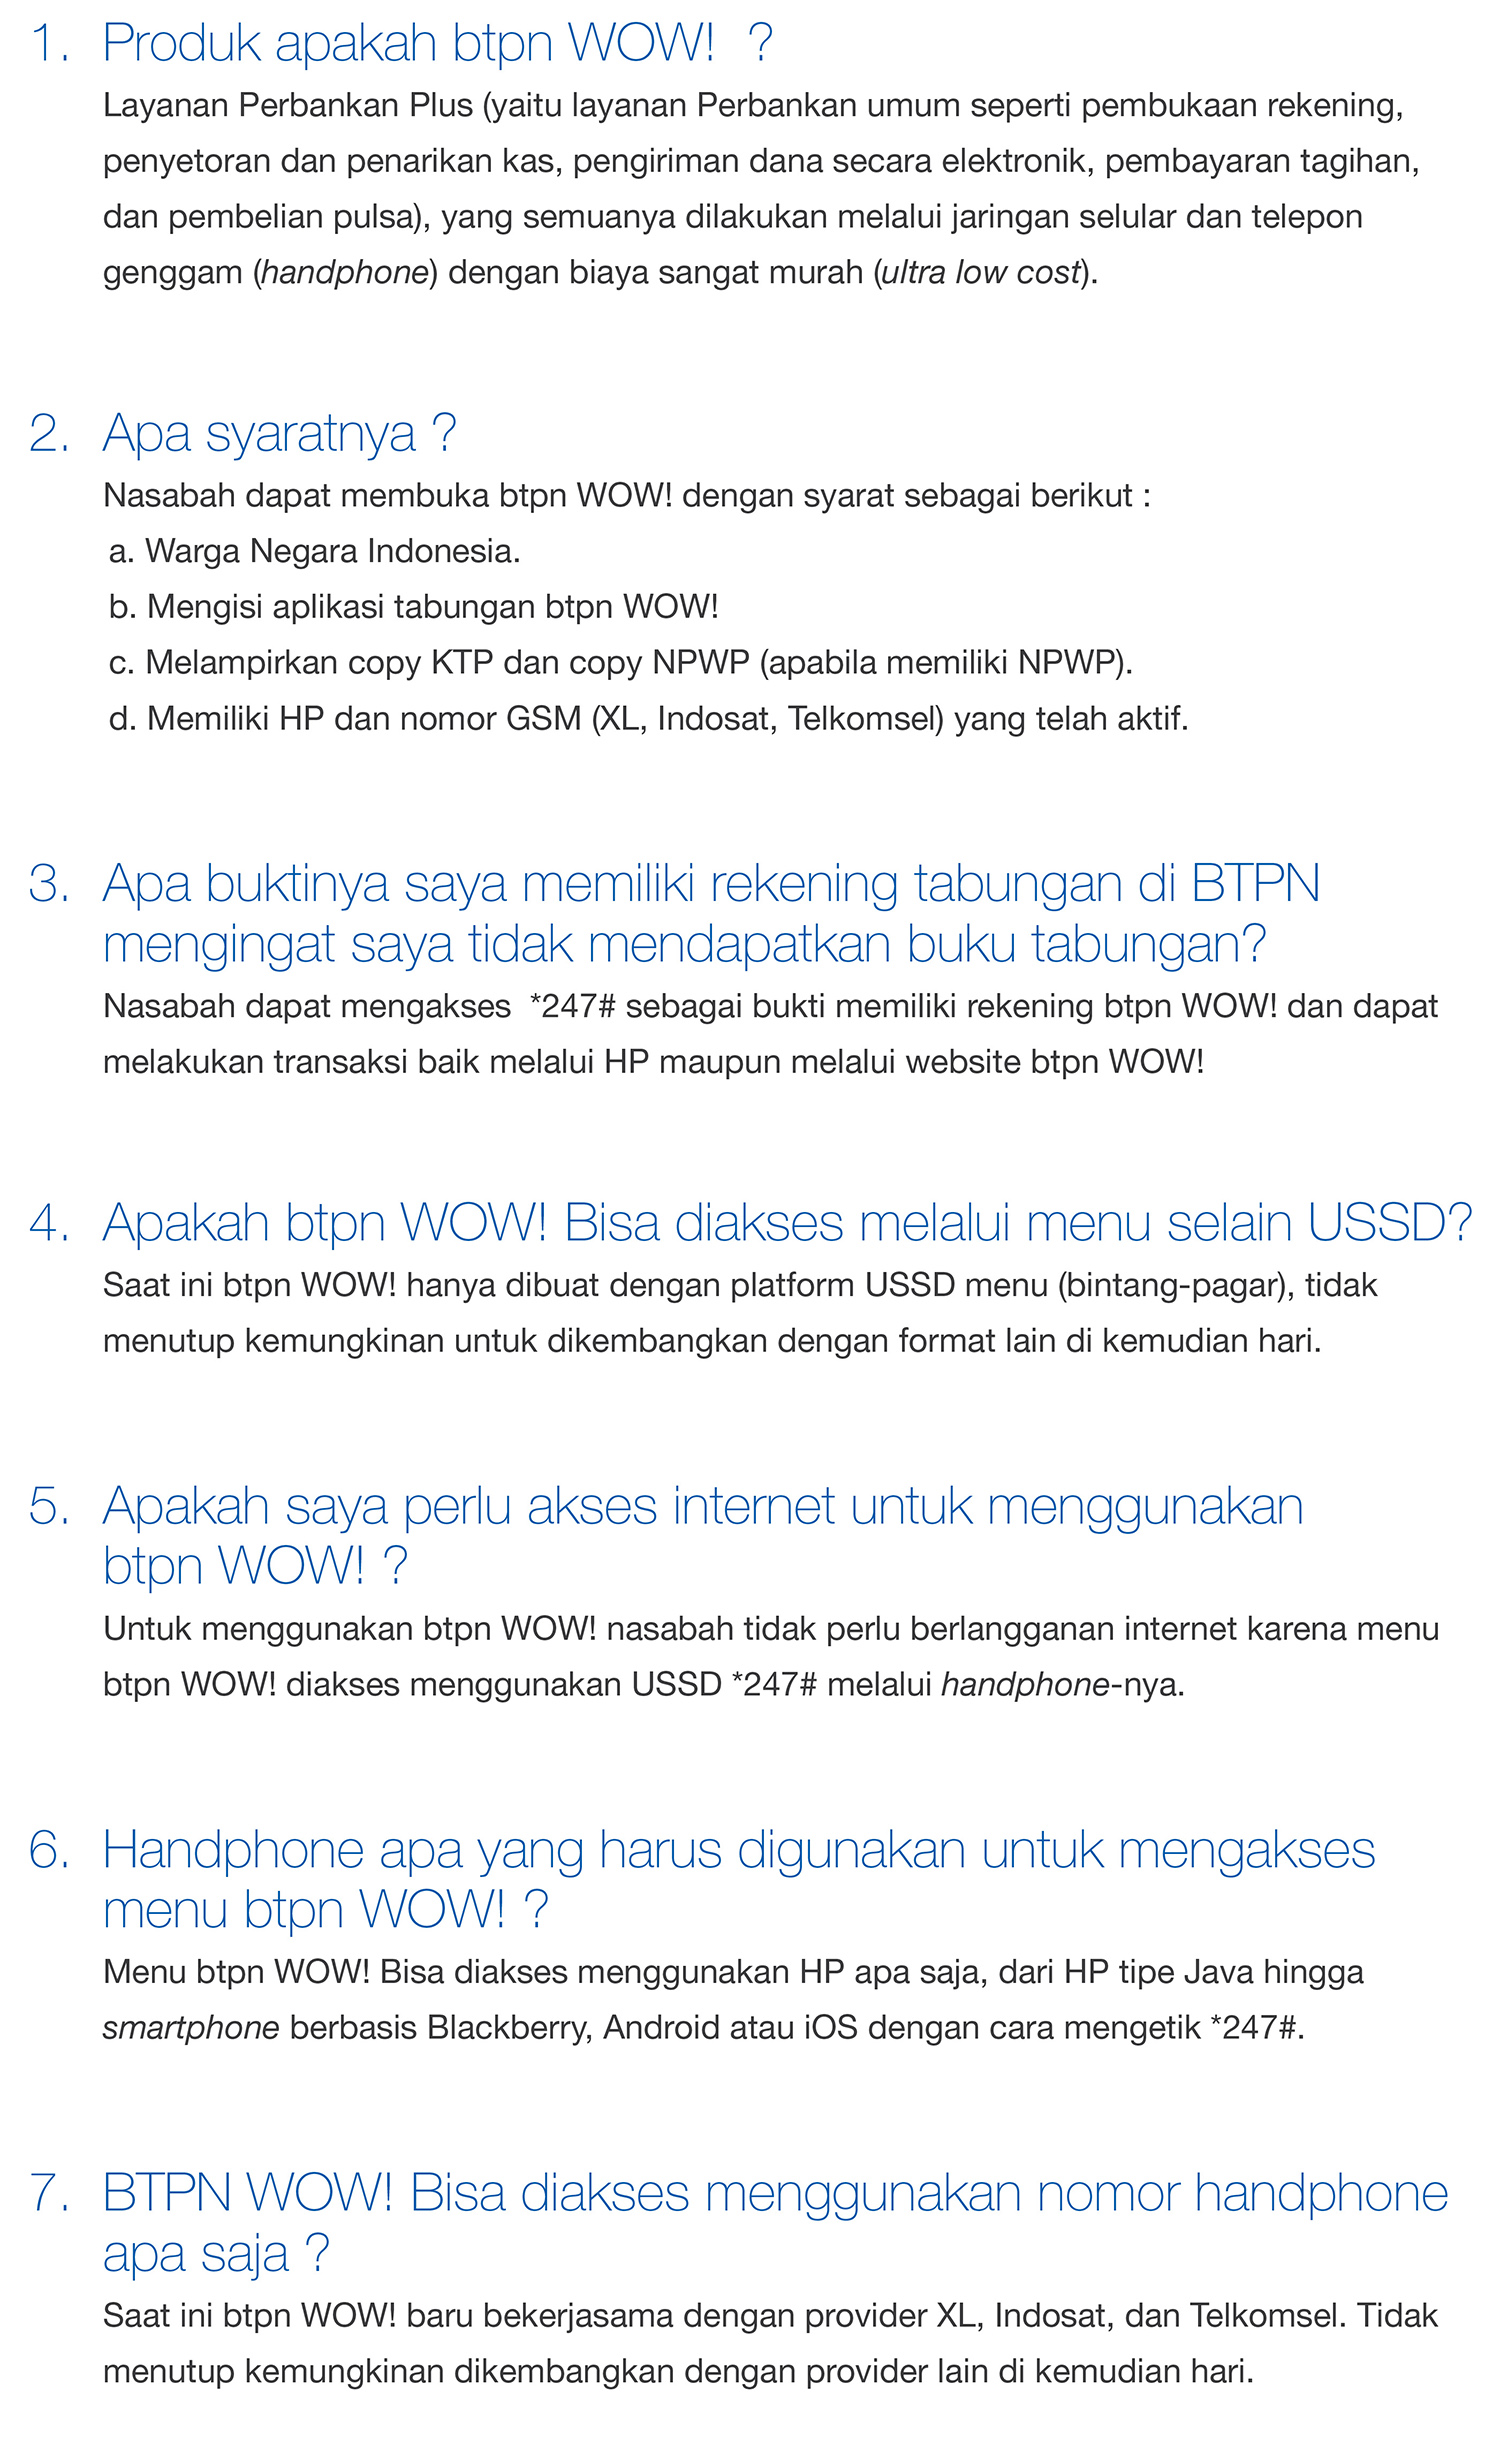 1. Produk apakah btpn WOW!  ?
Layanan Perbankan Plus (yaitu layanan Perbankan umum seperti pembukaan rekening,
penyetoran dan penarikan kas, pengiriman dana secara elektronik, pembayaran tagihan,
dan pembelian pulsa), yang semuanya dilakukan melalui jaringan selular dan telepon
genggam (handphone) dengan biaya sangat murah (ultra low cost).
2. Apa syaratnya ?
Nasabah dapat membuka btpn WOW! dengan syarat sebagai berikut :
a. Warga Negara Indonesia.
b. Mengisi aplikasi tabungan btpn WOW!
c. Melampirkan copy KTP dan copy NPWP (apabila memiliki NPWP).
d. Memiliki HP dan nomor GSM (XL, Indosat, Telkomsel) yang telah aktif.
3. Apa buktinya saya memiliki rekening tabungan di BTPN
mengingat saya tidak mendapatkan buku tabungan?
Nasabah dapat mengakses  *247# sebagai bukti memiliki rekening btpn WOW! dan dapat
melakukan transaksi baik melalui HP maupun melalui website btpn WOW!
4. Apakah btpn WOW! Bisa diakses melalui menu selain USSD?
Saat ini btpn WOW! hanya dibuat dengan platform USSD menu (bintang-pagar), tidak
menutup kemungkinan untuk dikembangkan dengan format lain di kemudian hari.
5. Apakah saya perlu akses internet untuk menggunakan
btpn WOW! ?
Untuk menggunakan btpn WOW! nasabah tidak perlu berlangganan internet karena menu
btpn WOW! diakses menggunakan USSD *247# melalui handphone-nya.
6. Handphone apa yang harus digunakan untuk mengakses
menu btpn WOW! ?
Menu btpn WOW! Bisa diakses menggunakan HP apa saja, dari HP tipe Java hingga
smartphone berbasis Blackberry, Android atau iOS dengan cara mengetik *247#.
7. BTPN WOW! Bisa diakses menggunakan nomor handphone
apa saja ?
Saat ini btpn WOW! baru bekerjasama dengan provider XL, Indosat, dan Telkomsel. Tidak
menutup kemungkinan dikembangkan dengan provider lain di kemudian hari.